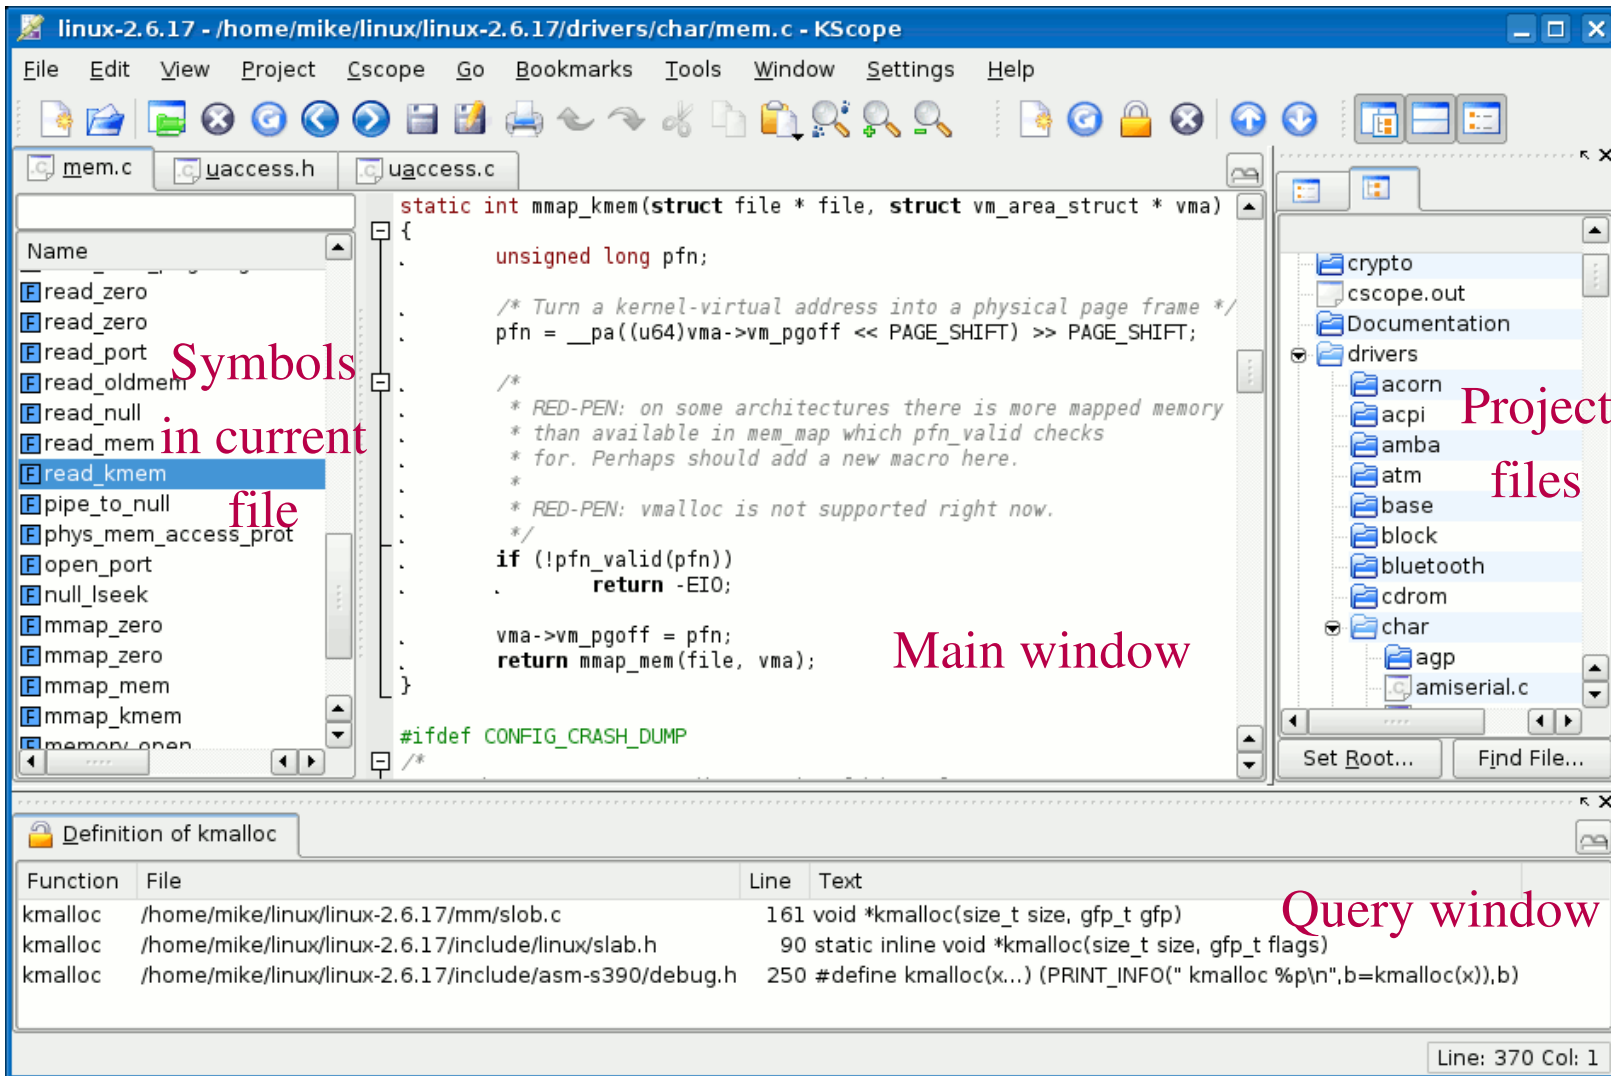 linux-2.6.17 - /home/mike/linux/linux-2.6.17/drivers/char/mem.c - KScope
File Edit View Project Cscope Go Bookmarks Tools Window Settings Help
mem.c uaccess.h uaccess.c
Name
read_zero
read_zero
read_port
read_oldmem
read_null
read_mem
read_kmem
pipe_to_null
phys_mem_access_prot
open_port
null_lseek
mmap_zero
mmap_zero
mmap_mem
mmap_kmem
memory_open
Symbols
in current
file
static int mmap_kmem(struct file * file, struct vm_area_struct * vma)
{
unsigned long pfn;
/* Turn a kernel-virtual address into a physical page frame */
pfn = __pa((u64)vma->vm_pgoff << PAGE_SHIFT) >> PAGE_SHIFT;
/*
* RED-PEN: on some architectures there is more mapped memory
* than available in mem_map which pfn_valid checks
* for. Perhaps should add a new macro here.
*
* RED-PEN: vmalloc is not supported right now.
*/
if (!pfn_valid(pfn))
return -EIO;
vma->vm_pgoff = pfn;
return mmap_mem(file, vma);
}
#ifdef CONFIG_CRASH_DUMP
/*
Main window
crypto
cscope.out
Documentation
drivers
acorn
acpi
amba
atm
base
block
bluetooth
cdrom
char
agp
amiserial.c
Project
files
Set Root... Find File...
Definition of kmalloc
Function File Line Text
kmalloc /home/mike/linux/linux-2.6.17/mm/slob.c 161 void *kmalloc(size_t size, gfp_t gfp)
kmalloc /home/mike/linux/linux-2.6.17/include/linux/slab.h 90 static inline void *kmalloc(size_t size, gfp_t flags)
kmalloc /home/mike/linux/linux-2.6.17/include/asm-s390/debug.h 250 #define kmalloc(x...) (PRINT_INFO(" kmalloc %p\n",b=kmalloc(x)),b)
Query window
Line: 370 Col: 1